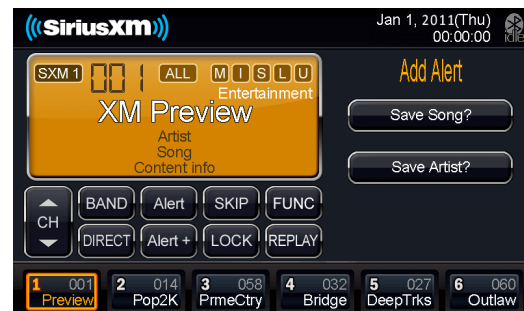 ((SiriusXM))
Jan 1, 2011(Thu)
00:00:00
idle
SXM 1 001 ALL M I S L U
Entertainment
XM Preview
Artist
Song
Content info
Add Alert
Save Song?
Save Artist?
CH
BAND Alert SKIP FUNC
DIRECT Alert + LOCK REPLAY
1 001 2 014 3 058 4 032 5 027 6 060
Preview Pop2K PrmeCtry Bridge DeepTrks Outlaw